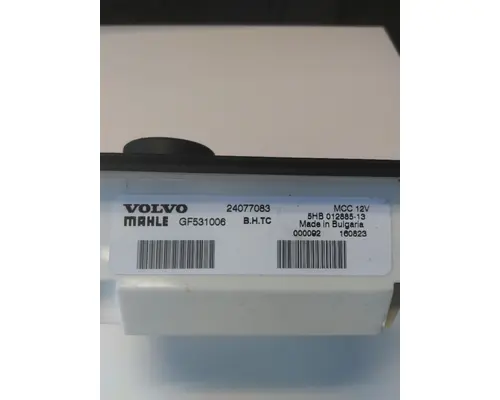 VOLVO 24077083 MCC 12V
MAHLE GF531006 B.H.TC 5HB 012885-13
Made in Bulgaria
000092 160823